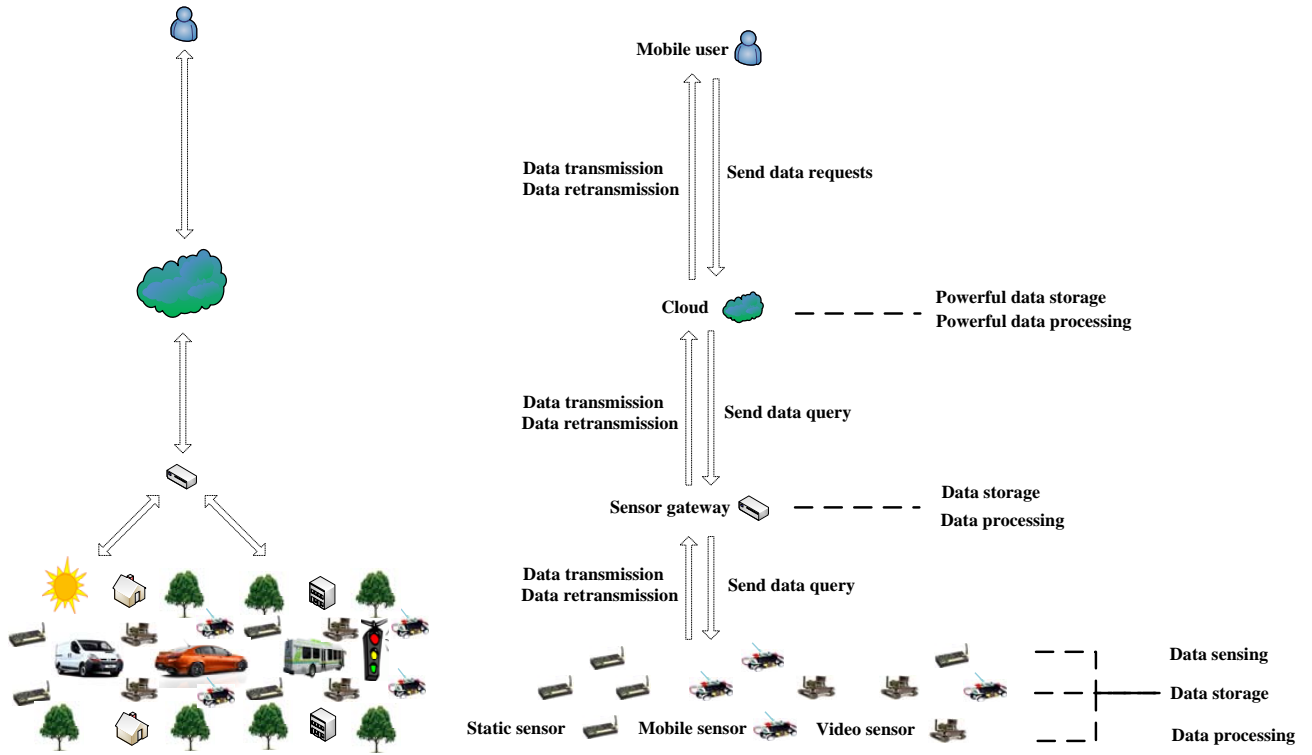 Mobile user
Data transmission
Data retransmission
Send data requests
Cloud
Powerful data storage
Powerful data processing
Data transmission
Data retransmission
Send data query
Sensor gateway
Data storage
Data processing
Data transmission
Data retransmission
Send data query
Data sensing
Data storage
Static sensor
Mobile sensor
Video sensor
Data processing